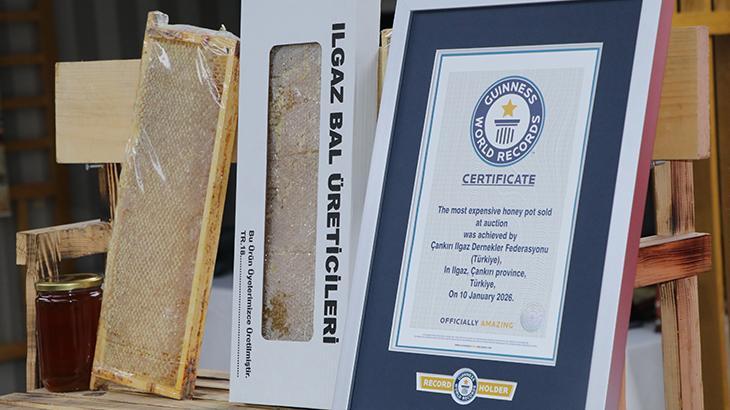 ILGAZ BAL ÜRETİCİLERİ
Bu Ürün Üyelerimizce Üretilmiştir.
TR.18
GUINNESS
WORLD RECORDS
CERTIFICATE
The most expensive honey pot sold
at auction
was achieved by
Çankırı Ilgaz Dernekler Federasyonu
(Türkiye),
In Ilgaz, Çankırı province,
Türkiye,
On 10 January 2026.
OFFICIALLY AMAZING
RECORD HOLDER